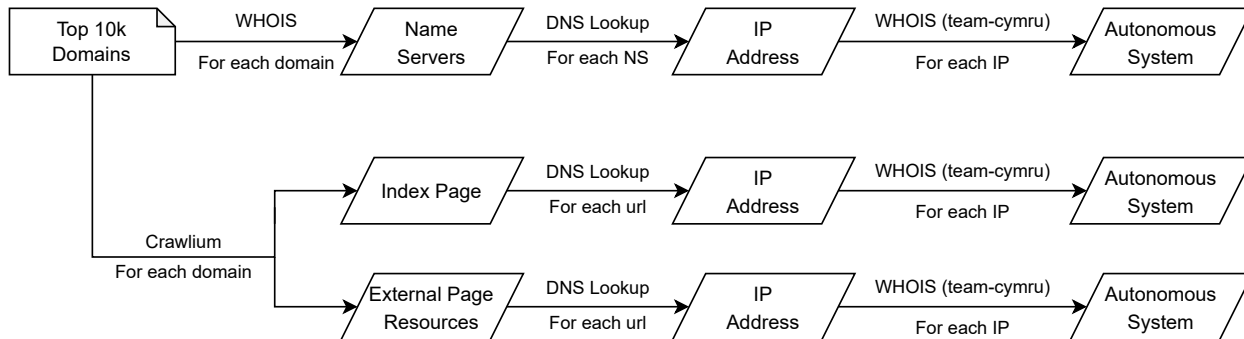 Top 10k
Domains
WHOIS
For each domain
Name
Servers
DNS Lookup
For each NS
IP
Address
WHOIS (team-cymru)
For each IP
Autonomous
System
Crawlium
For each domain
Index Page
DNS Lookup
For each url
IP
Address
WHOIS (team-cymru)
For each IP
Autonomous
System
External Page
Resources
DNS Lookup
For each url
IP
Address
WHOIS (team-cymru)
For each IP
Autonomous
System